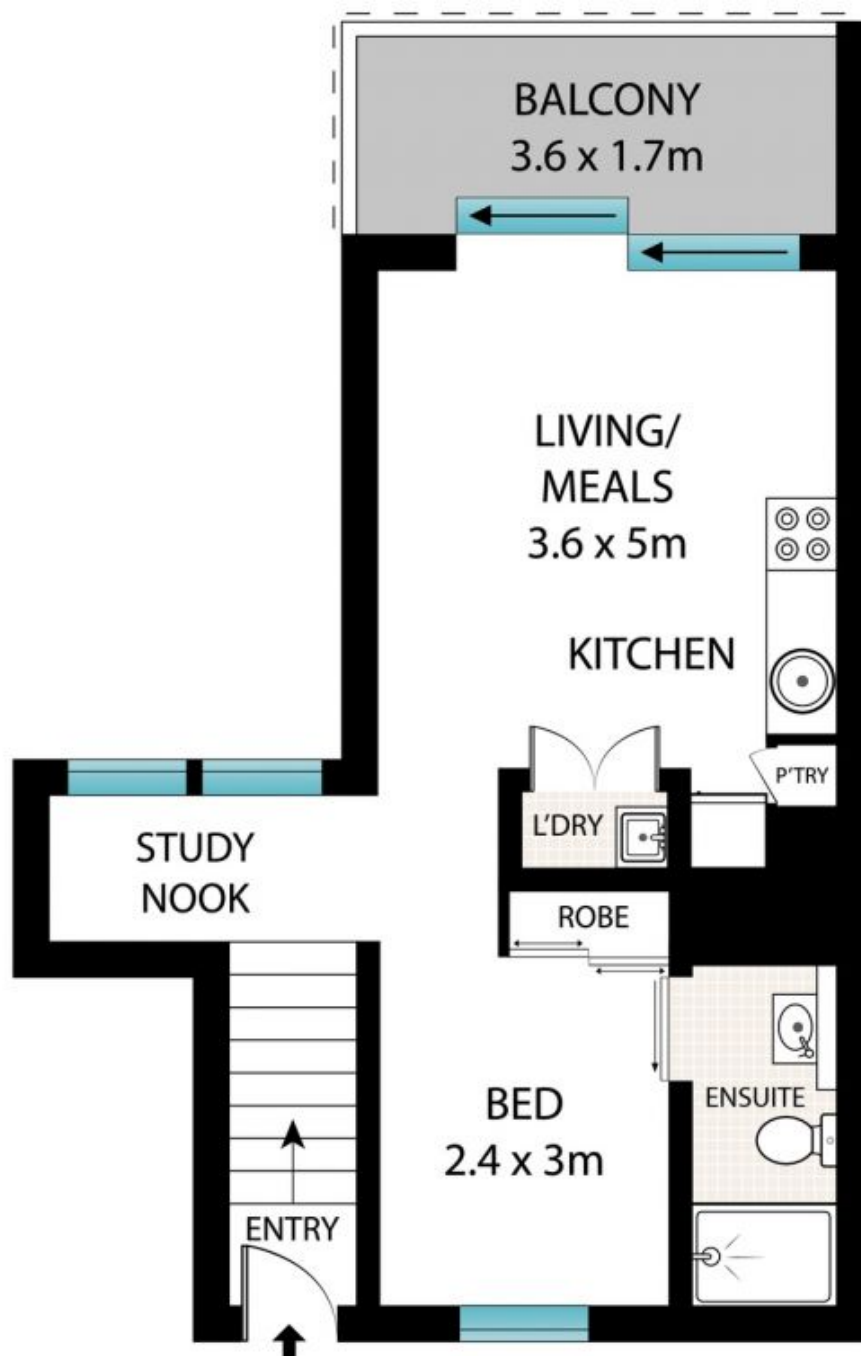 BALCONY
3.6 x 1.7m
LIVING/
MEALS
3.6 x 5m
KITCHEN
P'TRY
L'DRY
STUDY
NOOK
ROBE
BED
2.4 x 3m
ENSUITE
ENTRY